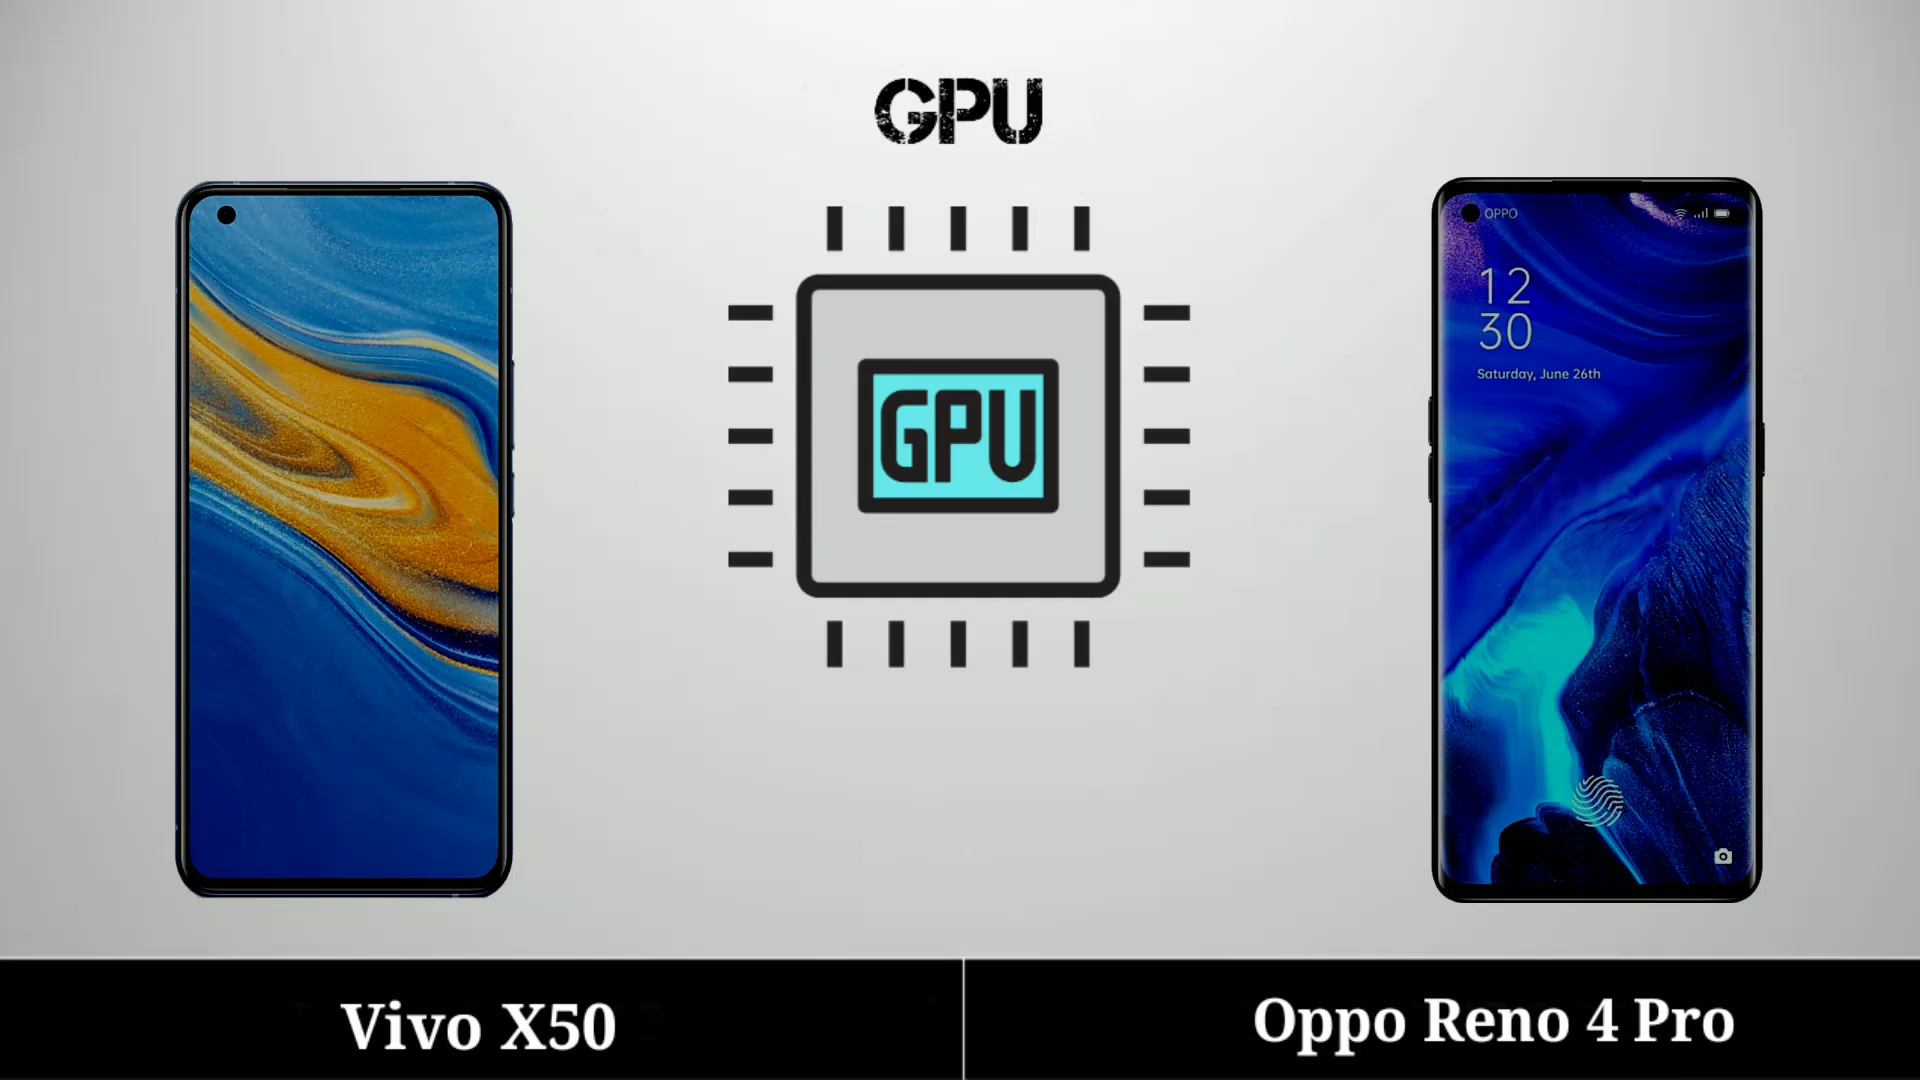 GPU
OPPO
12
30
Saturday, June 26th
GPU
Vivo X50
Oppo Reno 4 Pro